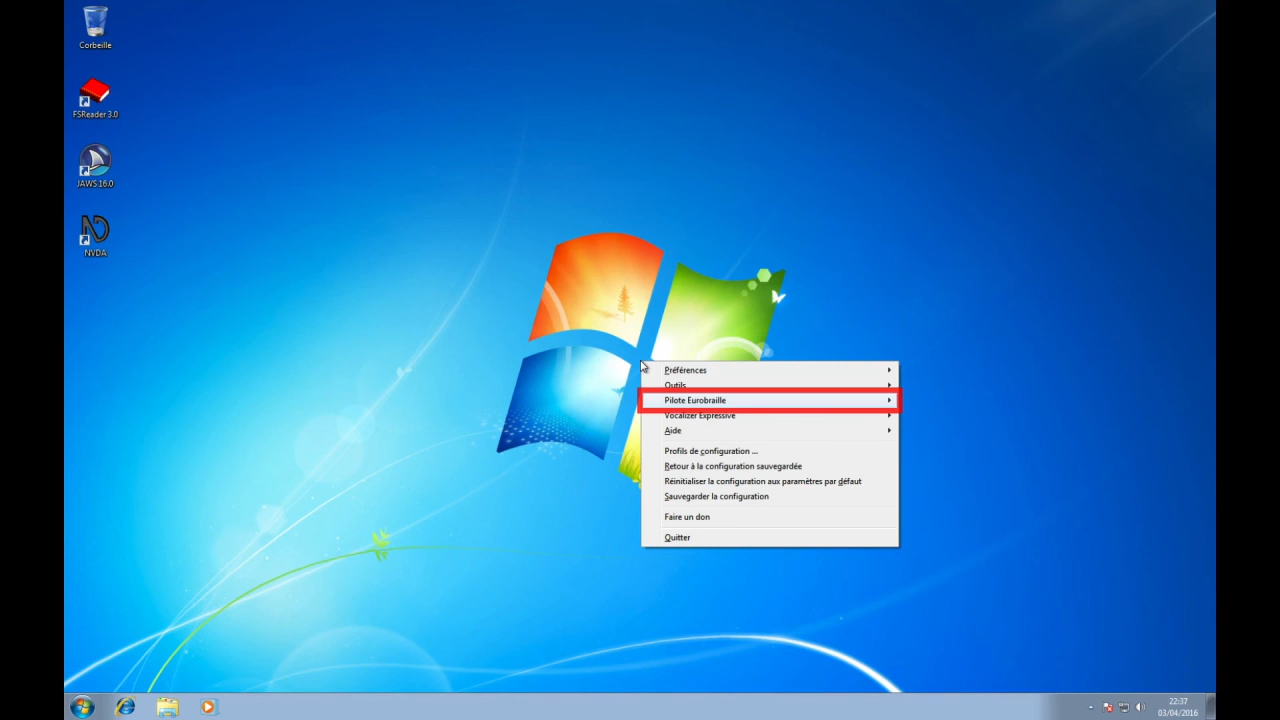 Corbeille
FSReader 3.0
JAWS 16.0
NVDA
Préférences
Outils
Pilote Eurobraille
Vocalizer Expressive
Aide
Profils de configuration ...
Retour à la configuration sauvegardée
Réinitialiser la configuration aux paramètres par défaut
Sauvegarder la configuration
Faire un don
Quitter
22:37
03/04/2016